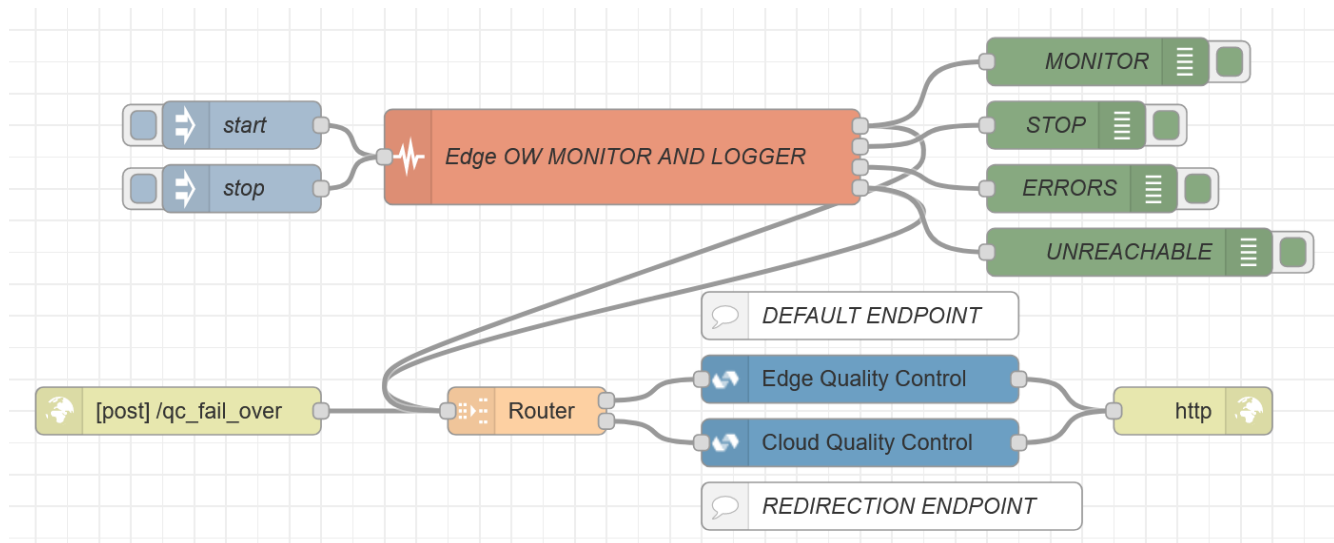 MONITOR
start
STOP
Edge OW MONITOR AND LOGGER
stop
ERRORS
UNREACHABLE
DEFAULT ENDPOINT
Edge Quality Control
[post] /qc_fail_over
Router
http
Cloud Quality Control
REDIRECTION ENDPOINT